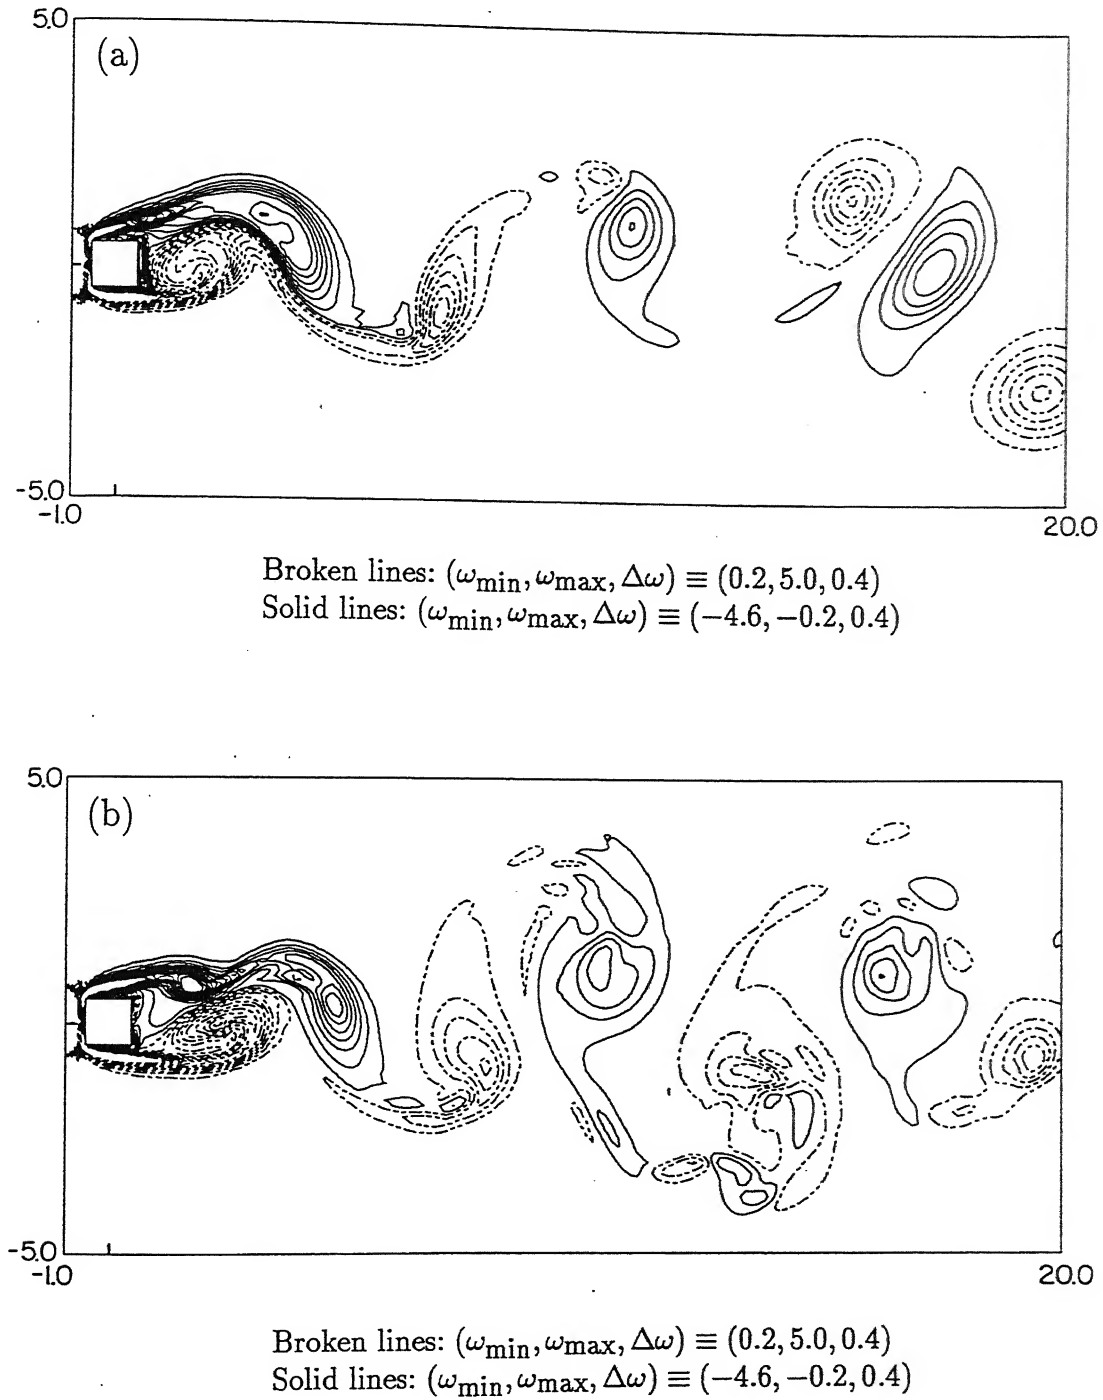 5.0
(a)
-5.0
-1.0
20.0
Broken lines: (ωmin, ωmax, Δω) ≡ (0.2, 5.0, 0.4)
Solid lines: (ωmin, ωmax, Δω) ≡ (−4.6, −0.2, 0.4)
5.0
(b)
-5.0
-1.0
20.0
Broken lines: (ωmin, ωmax, Δω) ≡ (0.2, 5.0, 0.4)
Solid lines: (ωmin, ωmax, Δω) ≡ (−4.6, −0.2, 0.4)